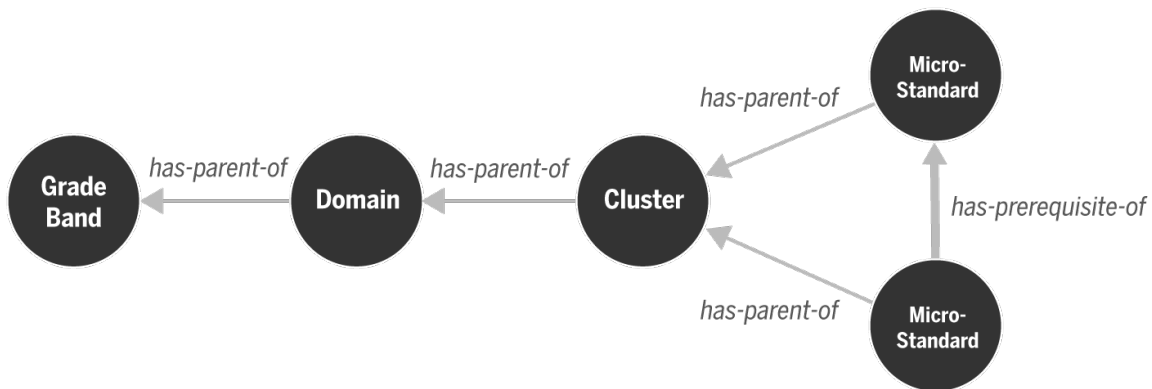 Micro-
Standard
has-parent-of
has-parent-of
has-parent-of
Grade
Band
Domain
Cluster
has-prerequisite-of
has-parent-of
Micro-
Standard